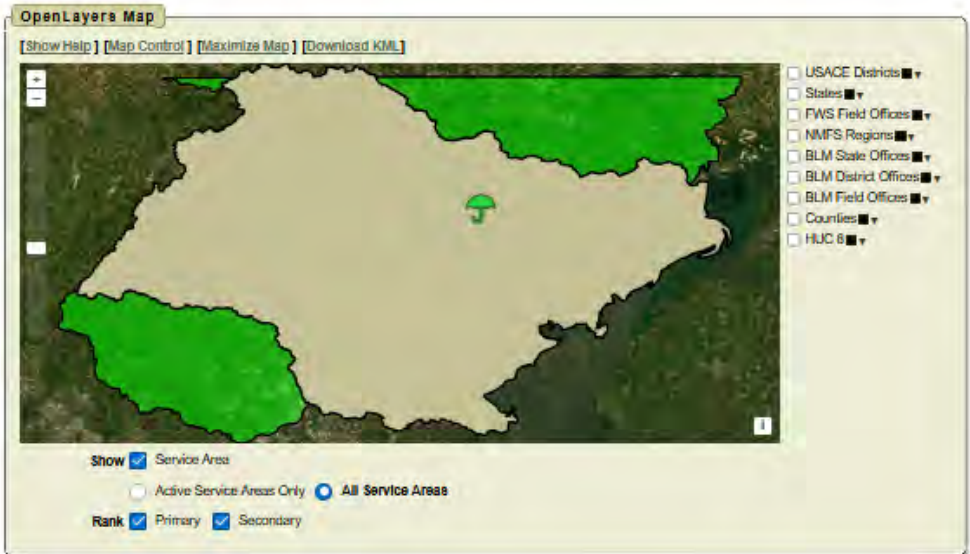 OpenLayers Map
[Show Help] [Map Control] [Maximize Map] [Download KML]
+
−
USACE Districts
States
FWS Field Offices
NMFS Regions
BLM State Offices
BLM District Offices
BLM Field Offices
Counties
HUC 8
i
Show Service Area
Active Service Areas Only All Service Areas
Rank Primary Secondary